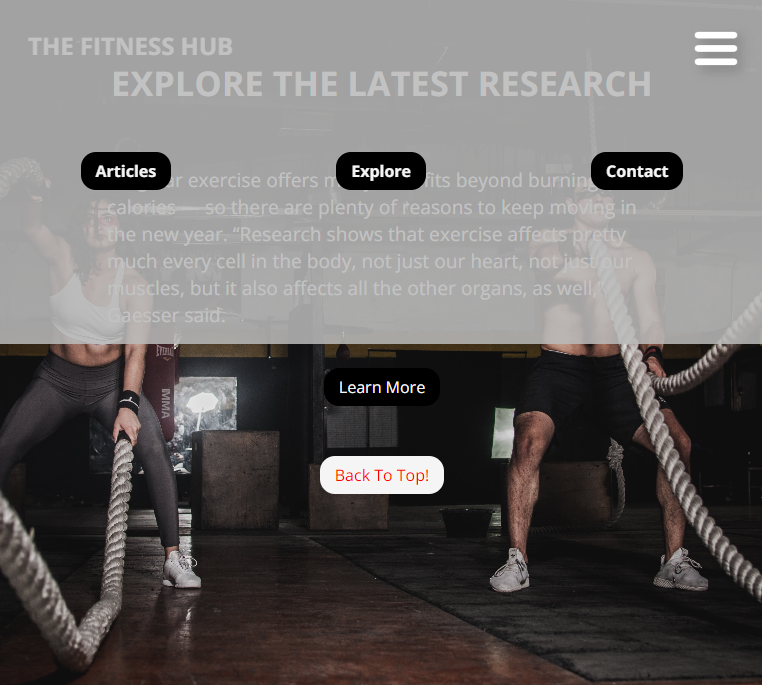 THE FITNESS HUB
EXPLORE THE LATEST RESEARCH
Articles
Explore
Contact
exercise offers beyond burning
calories — so there are plenty of reasons to keep moving in
the new year. “Research shows that exercise affects pretty
much every cell in the body, not just our heart, not just our
muscles, but it also affects all the other organs, as well,”
Gaesser said.
Learn More
Back To Top!
EVERLAST
MMA